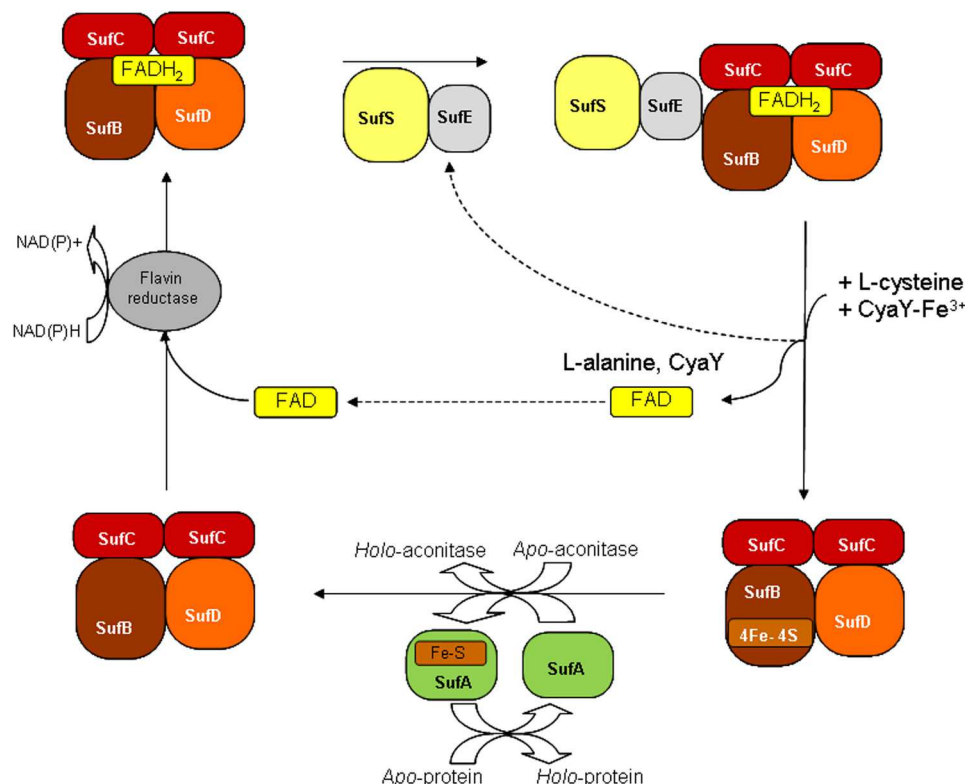 SufC
SufC
FADH₂
SufB
SufD
SufS
SufE
SufS
SufE
SufC
SufC
FADH₂
SufB
SufD
NAD(P)+
Flavin
reductase
NAD(P)H
+ L-cysteine
+ CyaY-Fe³⁺
L-alanine, CyaY
FAD
FAD
SufC
SufC
SufB
SufD
Holo-aconitase
Apo-aconitase
Fe-S
SufA
SufA
Apo-protein
Holo-protein
SufC
SufC
SufB
4Fe-4S
SufD